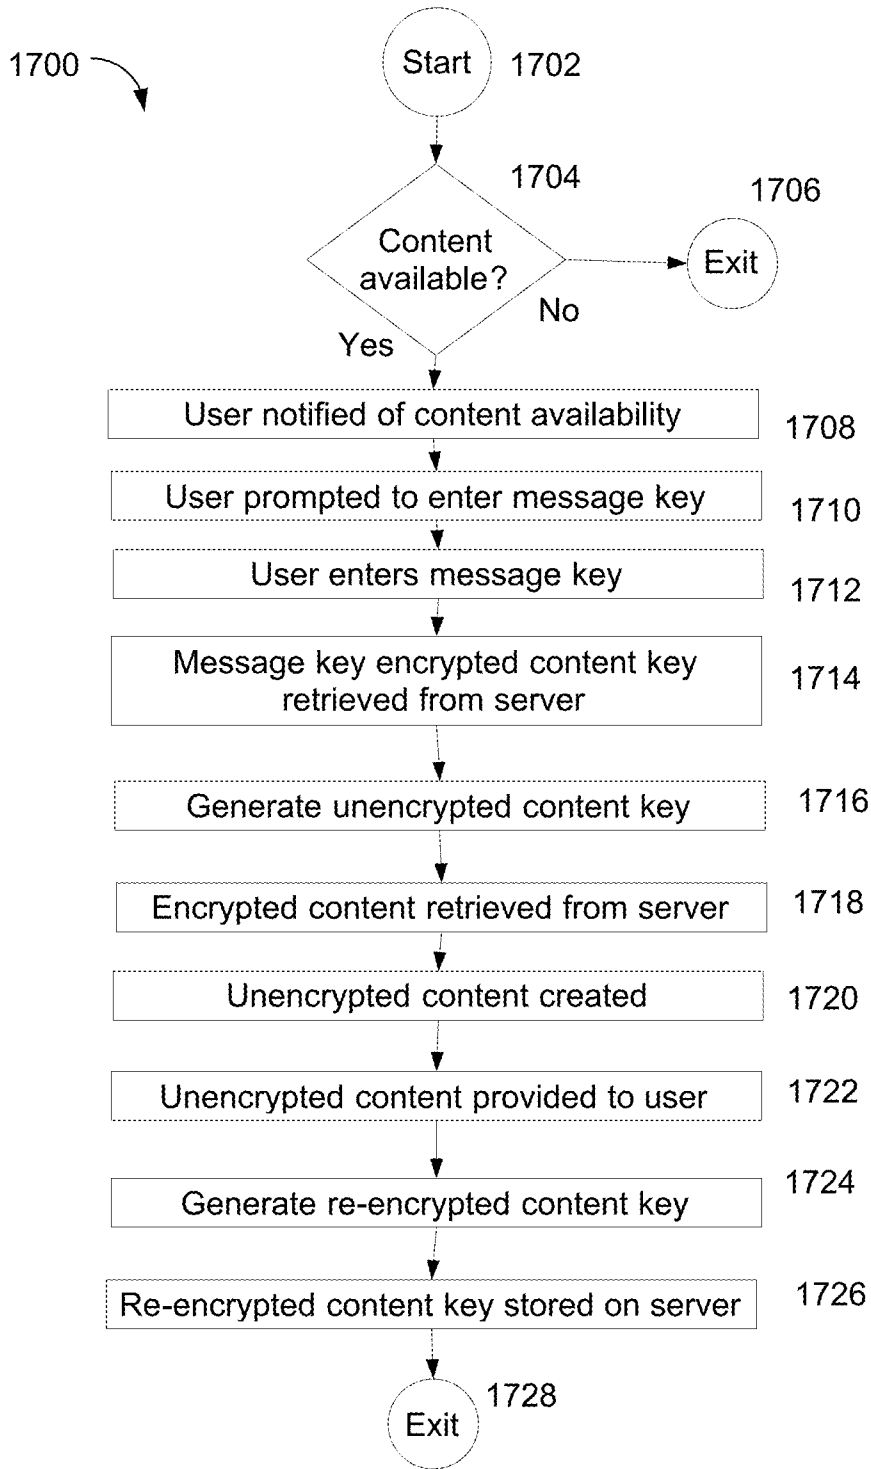 1700
Start
1702
1704
1706
Content
available?
Exit
No
Yes
User notified of content availability
1708
User prompted to enter message key
1710
User enters message key
1712
Message key encrypted content key
retrieved from server
1714
Generate unencrypted content key
1716
Encrypted content retrieved from server
1718
Unencrypted content created
1720
Unencrypted content provided to user
1722
Generate re-encrypted content key
1724
Re-encrypted content key stored on server
1726
Exit
1728